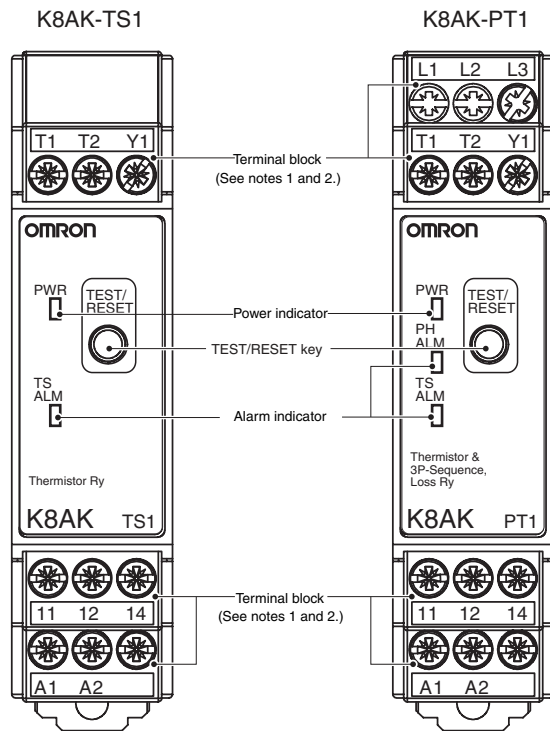 K8AK-TS1
K8AK-PT1
L1 L2 L3
T1 T2 Y1
Terminal block
(See notes 1 and 2.)
T1 T2 Y1
OMRON
OMRON
PWR
TEST/
RESET
Power indicator
PWR
TEST/
RESET
PH
ALM
TEST/RESET key
TS
ALM
Alarm indicator
TS
ALM
Thermistor Ry
Thermistor &
3P-Sequence,
Loss Ry
K8AK TS1
K8AK PT1
11 12 14
Terminal block
(See notes 1 and 2.)
11 12 14
A1 A2
A1 A2